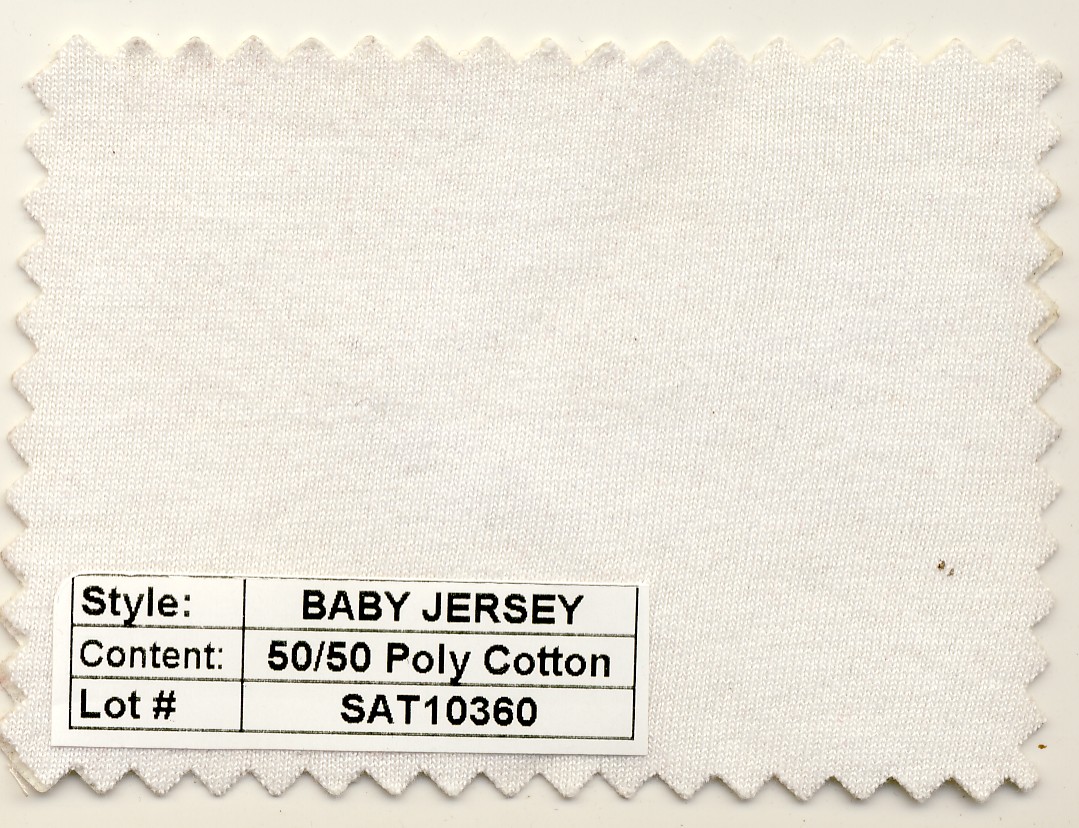 Style: BABY JERSEY
Content: 50/50 Poly Cotton
Lot # SAT10360